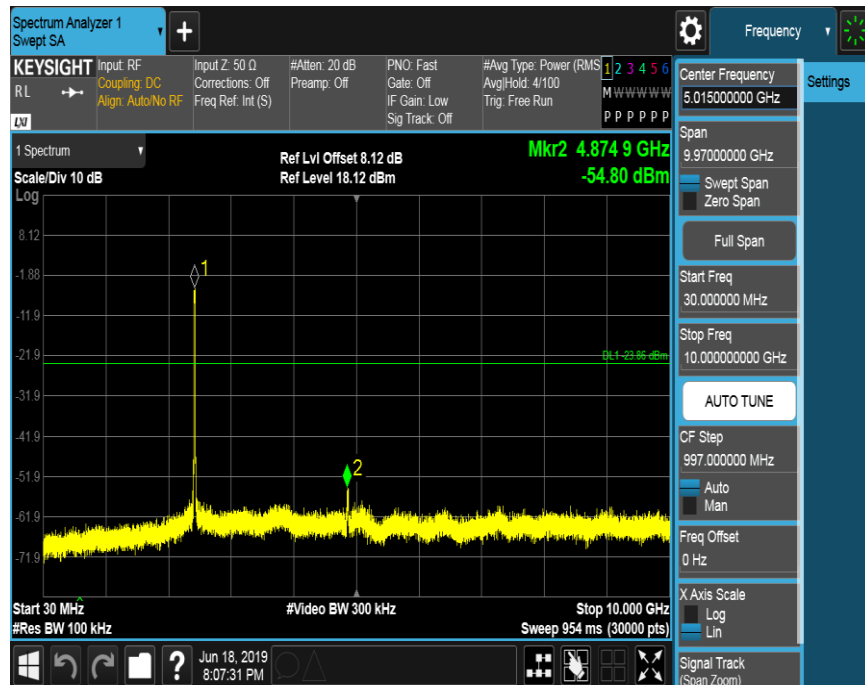 Spectrum Analyzer 1
Swept SA
+
Frequency
KEYSIGHT
RL
LXI
Input: RF
Coupling: DC
Align: Auto/No RF
Input Z: 50 Ω
Corrections: Off
Freq Ref: Int (S)
#Atten: 20 dB
Preamp: Off
PNO: Fast
Gate: Off
IF Gain: Low
Sig Track: Off
#Avg Type: Power (RMS
Avg|Hold: 4/100
Trig: Free Run
1 2 3 4 5 6
M W W W W W
P P P P P P
Center Frequency
5.015000000 GHz
Settings
1 Spectrum
Scale/Div 10 dB
Ref Lvl Offset 8.12 dB
Ref Level 18.12 dBm
Mkr2 4.874 9 GHz
-54.80 dBm
Log
8.12
-1.88
-11.9
-21.9
-31.9
-41.9
-51.9
-61.9
-71.9
1
2
DL1 -23.86 dBm
Start 30 MHz
#Res BW 100 kHz
#Video BW 300 kHz
Stop 10.000 GHz
Sweep 954 ms (30000 pts)
Span
9.97000000 GHz
Swept Span
Zero Span
Full Span
Start Freq
30.000000 MHz
Stop Freq
10.000000000 GHz
AUTO TUNE
CF Step
997.000000 MHz
Auto
Man
Freq Offset
0 Hz
X Axis Scale
Log
Lin
Signal Track
(Span Zoom)
?
Jun 18, 2019
8:07:31 PM